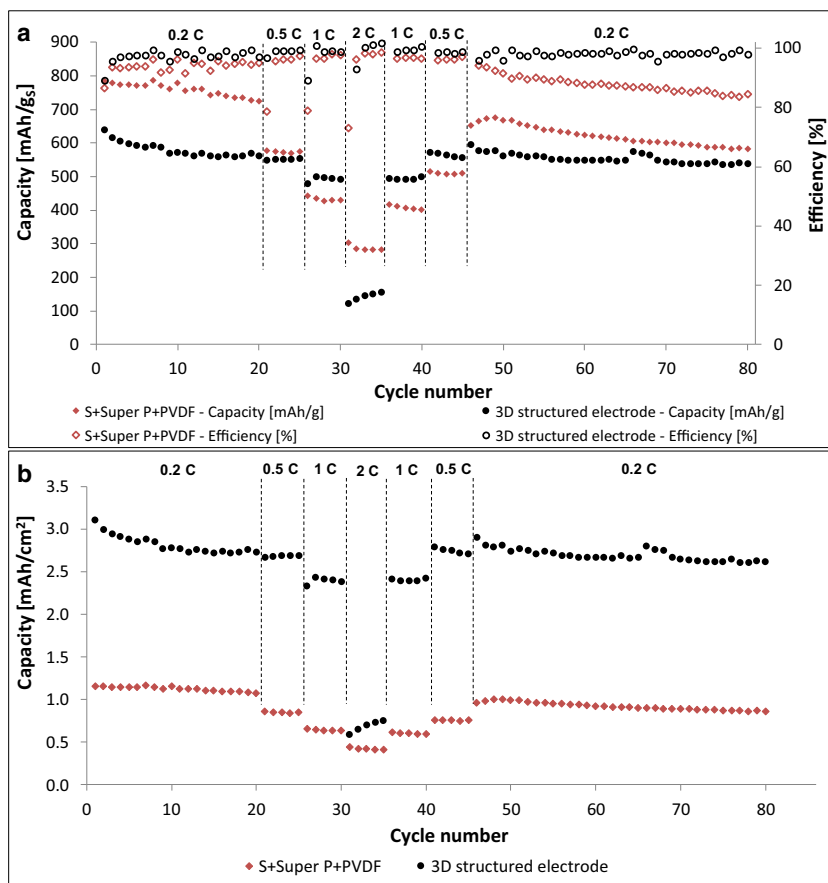 a
0.2 C 0.5 C 1 C 2 C 1 C 0.5 C 0.2 C
Capacity [mAh/gs]
900
800
700
600
500
400
300
200
100
0
Efficiency [%]
100
80
60
40
20
0
0 10 20 30 40 50 60 70 80
Cycle number
S+Super P+PVDF - Capacity [mAh/g]
3D structured electrode - Capacity [mAh/g]
S+Super P+PVDF - Efficiency [%]
3D structured electrode - Efficiency [%]
b
0.2 C 0.5 C 1 C 2 C 1 C 0.5 C 0.2 C
Capacity [mAh/cm²]
3.5
3.0
2.5
2.0
1.5
1.0
0.5
0.0
0 10 20 30 40 50 60 70 80
Cycle number
S+Super P+PVDF
3D structured electrode